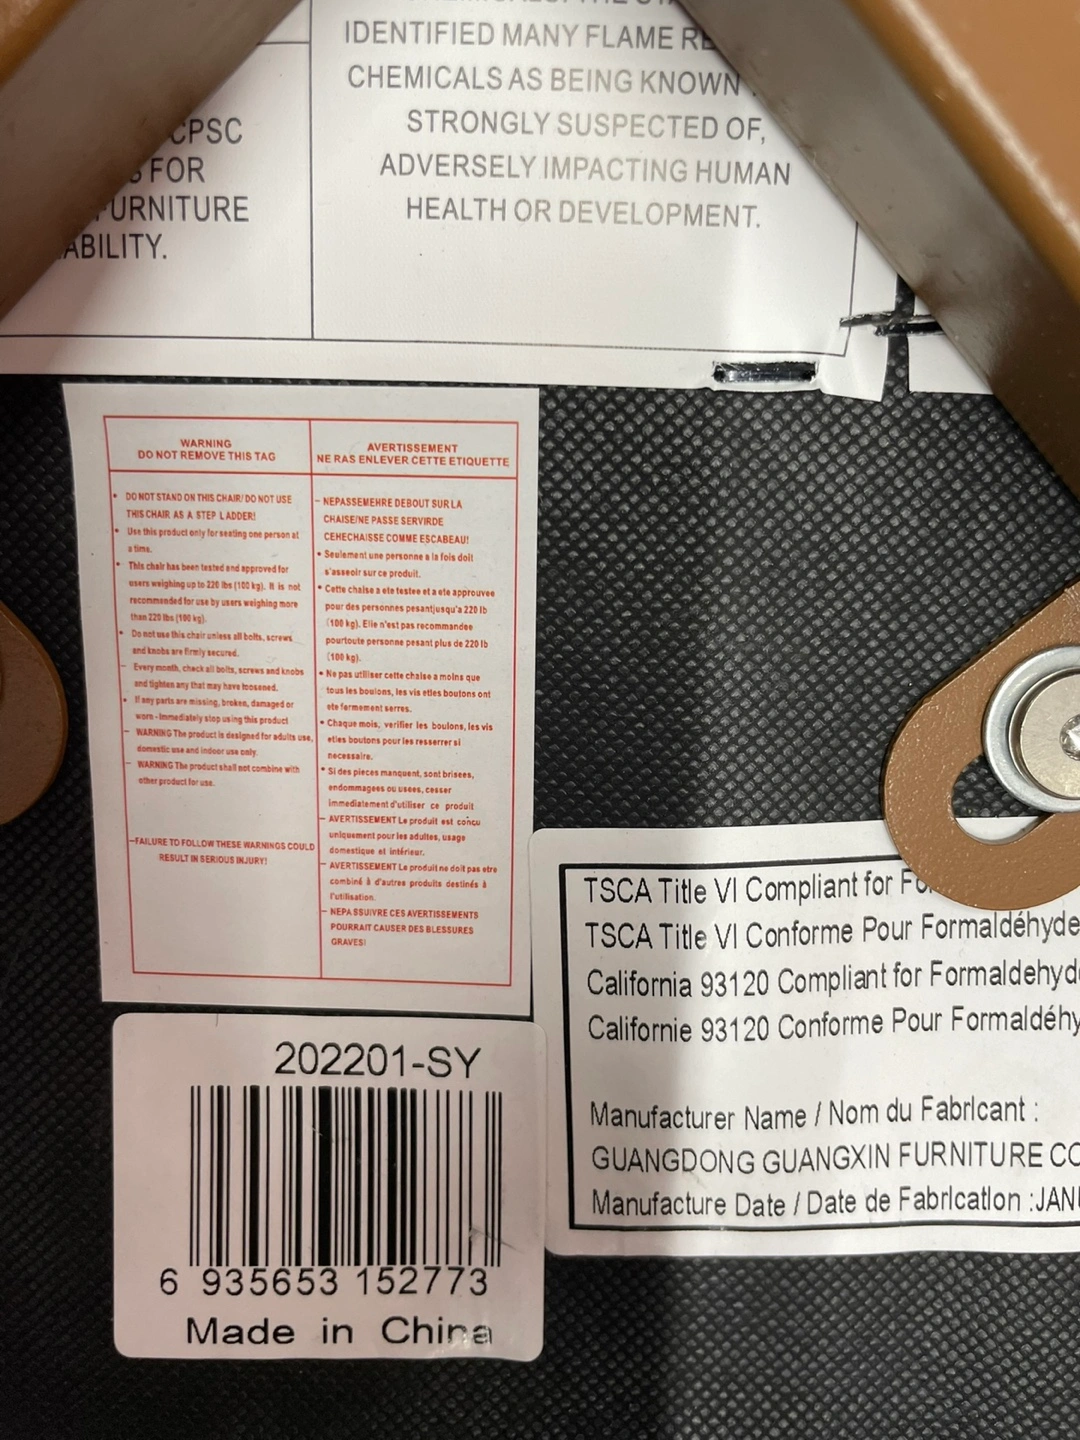 IDENTIFIED MANY FLAME
CHEMICALS AS BEING KNOWN
STRONGLY SUSPECTED OF,
ADVERSELY IMPACTING HUMAN
HEALTH OR DEVELOPMENT.
CPSC
FOR
FURNITURE
WARNING
DO NOT REMOVE THIS TAG
• DO NOT STAND ON THIS CHAIR/ DO NOT USE
THIS CHAIR AS A STEP LADDER!
• Use this product only for seating one person at
a time.
• This chair has been tested and approved for
users weighing up to 220 lbs (100 kg). It is not
recommended for use by users weighing more
than 220 lbs (100 kg).
• Do not use this chair unless all bolts, screws
and knobs are firmly secured.
– Every month, check all bolts, screws and knobs
and tighten any that may have loosened.
• If any parts are missing, broken, damaged or
worn - Immediately stop using this product
– WARNING The product is designed for adults use,
domestic use and indoor use only.
– WARNING The product shall not combine with
other product for use.
–FAILURE TO FOLLOW THESE WARNINGS COULD
RESULT IN SERIOUS INJURY!
AVERTISSEMENT
NE RAS ENLEVER CETTE ETIQUETTE
– NEPASSEMEHRE DEBOUT SUR LA
CHAISE/NE PASSE SERVIRDE
CEHECHAISSE COMME ESCABEAU!
• Seulement une personne a la fois doit
s'asseoir sur ce produit.
• Cette chaise a ete testee et a ete approuvee
pour des personnes pesantjusqu'a 220 lb
(100 kg). Elle n'est pas recommandee
pourtoute personne pesant plus de 220 lb
(100 kg).
• Ne pas utiliser cette chaise a moins que
tous les boulons, les vis etles boutons ont
ete fermement serres.
• Chaque mois, verifier les boulons, les vis
etles boutons pour les resserrer si
necessaire.
• Si des pieces manquent, sont brisees,
endommagess ou usees, cesser
immediatement d'utiliser ce produit
– AVERTISSEMENT Le produit est conçu
uniquement pour les adultes, usage
domestique et intérieur.
– AVERTISSEMENT Le produit ne doit pas etre
combiné à d'autres produits destinés à
l'utilisation.
– NEPA SSUIVRE CES AVERTISSEMENTS
POURRAIT CAUSER DES BLESSURES
GRAVES!
TSCA Title VI Compliant for
TSCA Title VI Conforme Pour Formaldéhyde
California 93120 Compliant for Formaldehyd
Californie 93120 Conforme Pour Formaldéhy
Manufacturer Name / Nom du Fabricant :
GUANGDONG GUANGXIN FURNITURE CO
Manufacture Date / Date de Fabrication :JAN
202201-SY
6 935653 152773
Made in China